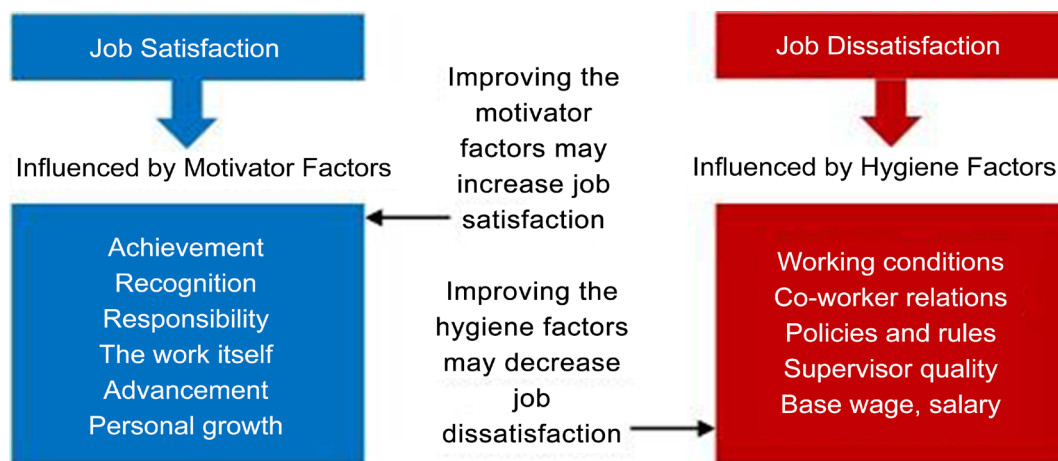 Job Satisfaction
Influenced by Motivator Factors
Achievement
Recognition
Responsibility
The work itself
Advancement
Personal growth
Improving the
motivator
factors may
increase job
satisfaction
Improving the
hygiene factors
may decrease
job
dissatisfaction
Job Dissatisfaction
Influenced by Hygiene Factors
Working conditions
Co-worker relations
Policies and rules
Supervisor quality
Base wage, salary